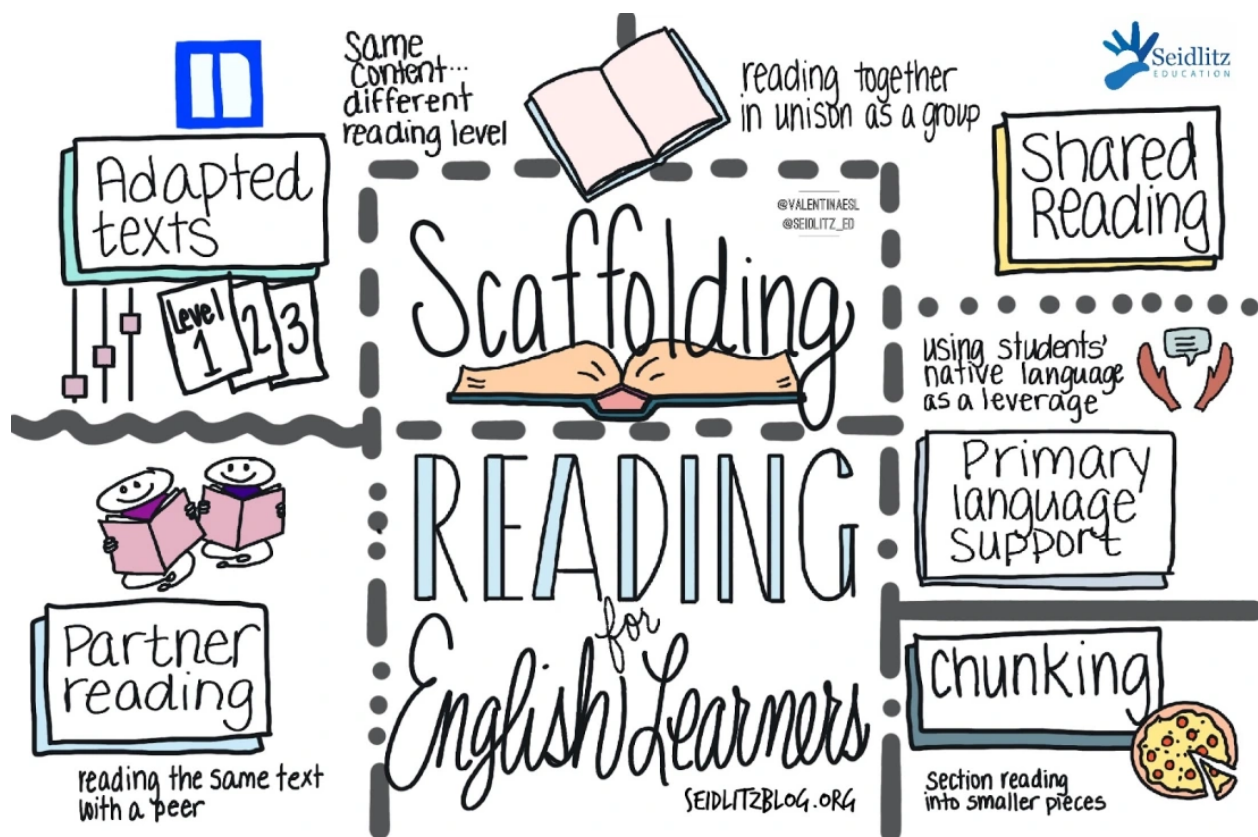 Same
content...
different
reading level
reading together
in unison as a group
Seidlitz
EDUCATION
Adapted
texts
Level
1
2
3
Shared
Reading
@VALENTINAESL
@SEIDLITZ_ED
Scaffolding
READING
for
English Learners
SEIDLITZBLOG.ORG
using students'
native language
as a leverage
Primary
language
support
Partner
reading
reading the same text
with a peer
Chunking
section reading
into smaller pieces